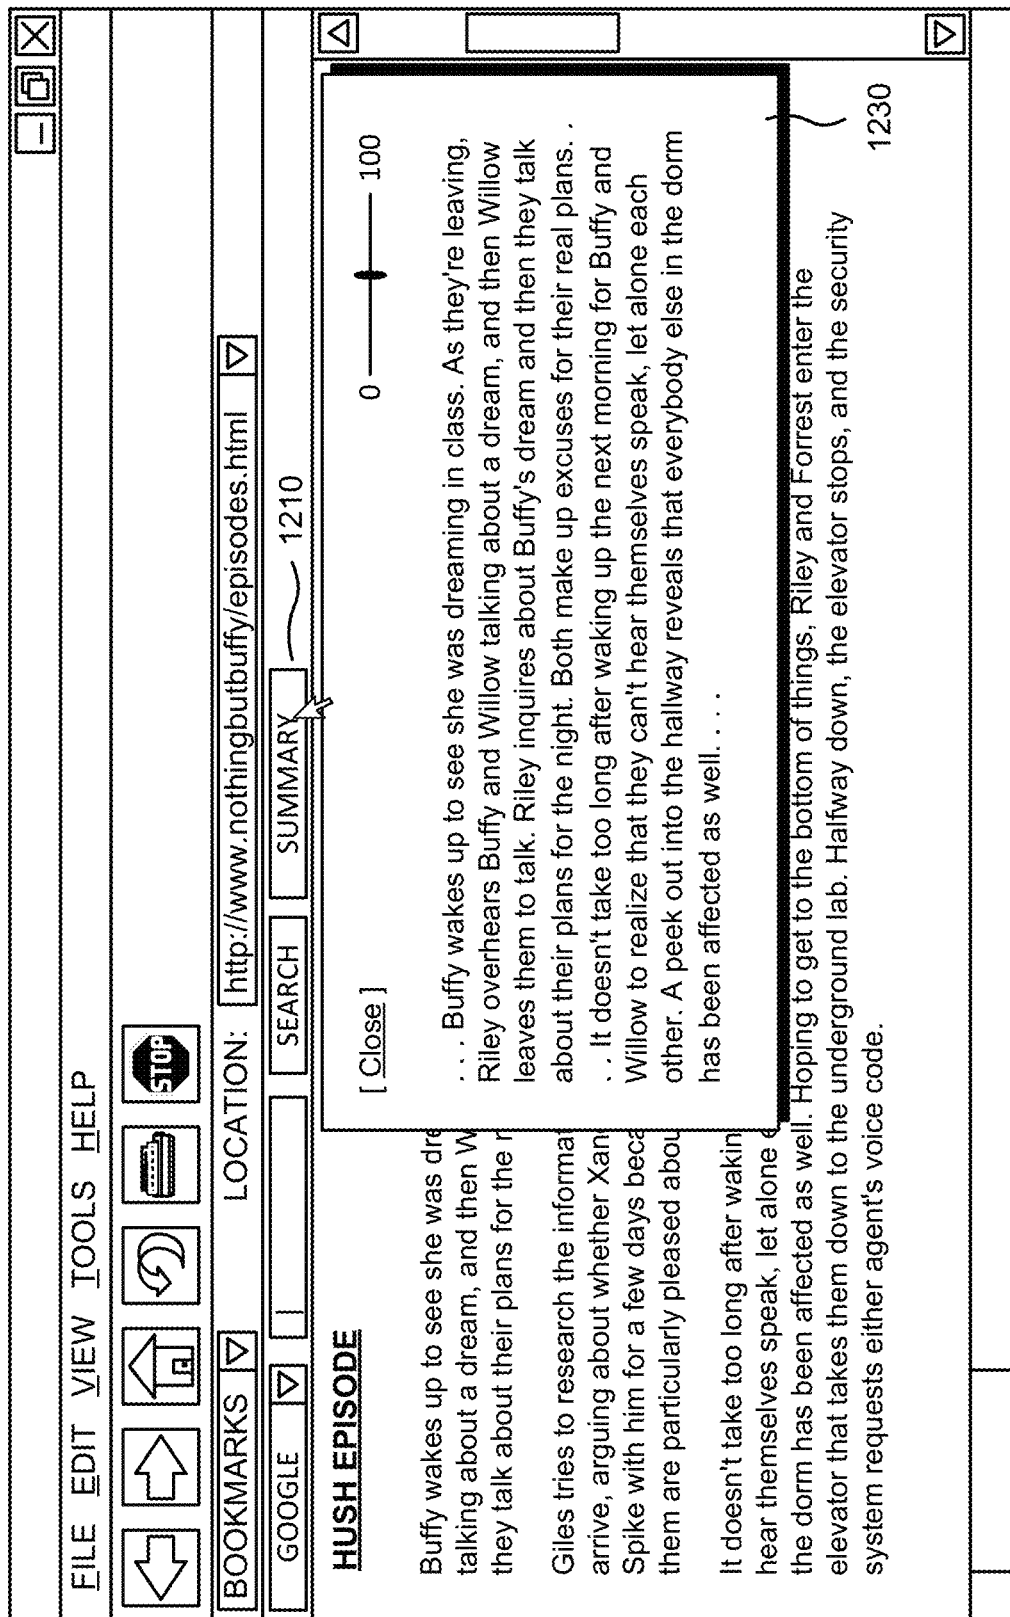 FILE EDIT VIEW TOOLS HELP
STOP
BOOKMARKS LOCATION: http://www.nothingbutbuffy/episodes.html
GOOGLE SEARCH SUMMARY 1210
HUSH EPISODE
[ Close ] 0 100
. . . Buffy wakes up to see she was dreaming in class. As they're leaving,
Riley overhears Buffy and Willow talking about a dream, and then Willow
leaves them to talk. Riley inquires about Buffy's dream and then they talk
about their plans for the night. Both make up excuses for their real plans. .
. . It doesn't take too long after waking up the next morning for Buffy and
Willow to realize that they can't hear themselves speak, let alone each
other. A peek out into the hallway reveals that everybody else in the dorm
has been affected as well. . . .
1230
Buffy wakes up to see she was dre
talking about a dream, and then W
they talk about their plans for the
Giles tries to research the informat
arrive, arguing about whether Xan
Spike with him for a few days beca
them are particularly pleased abou
It doesn't take too long after wakin
hear themselves speak, let alone e
the dorm has been affected as well. Hoping to get to the bottom of things, Riley and Forrest enter the
elevator that takes them down to the underground lab. Halfway down, the elevator stops, and the security
system requests either agent's voice code.